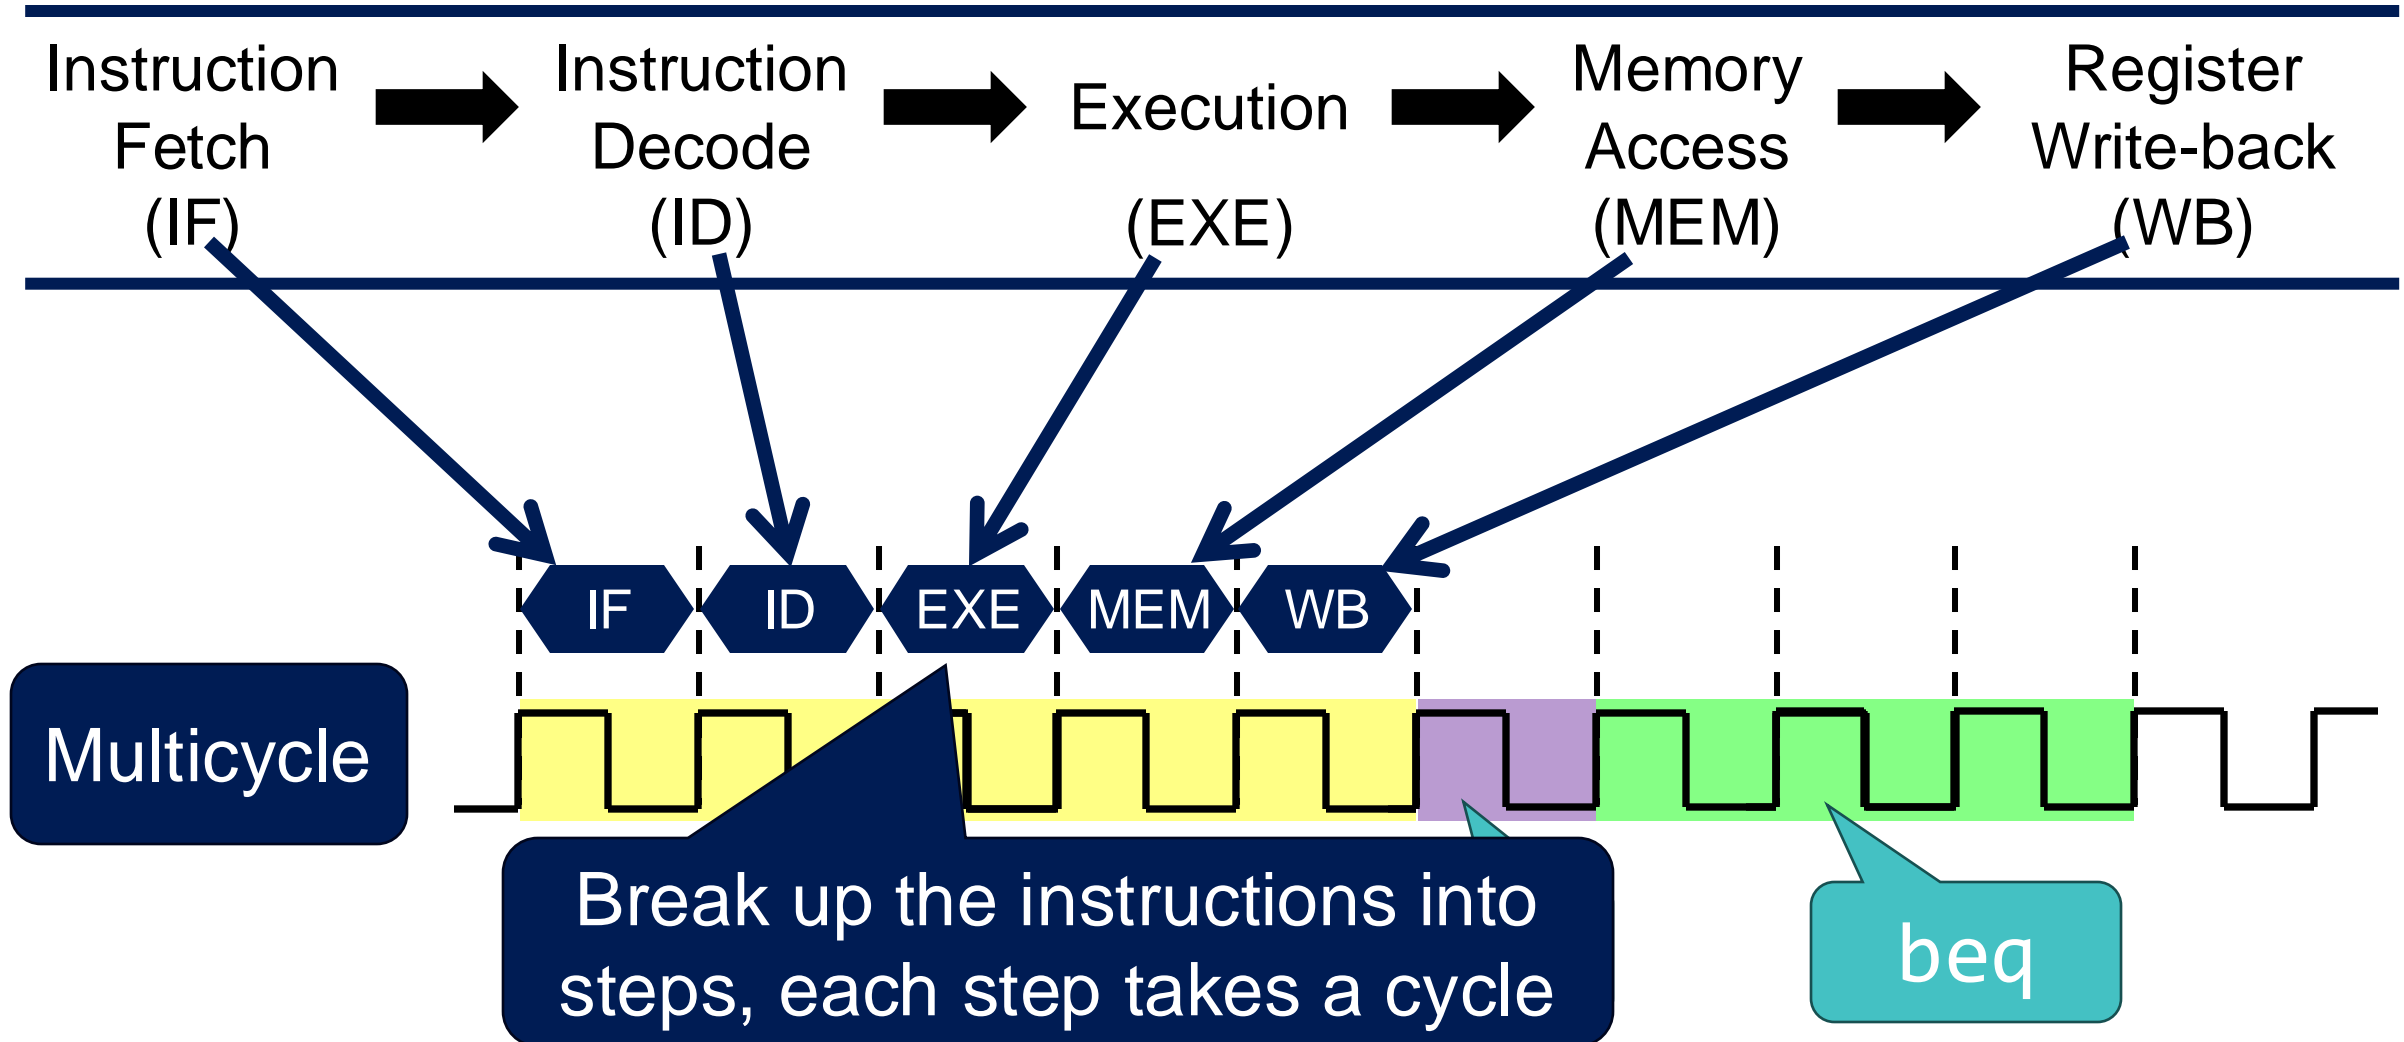 Instruction
Fetch
(IF)
Instruction
Decode
(ID)
Execution
(EXE)
Memory
Access
(MEM)
Register
Write-back
(WB)
IF
ID
EXE
MEM
WB
Multicycle
Break up the instructions into
steps, each step takes a cycle
beq